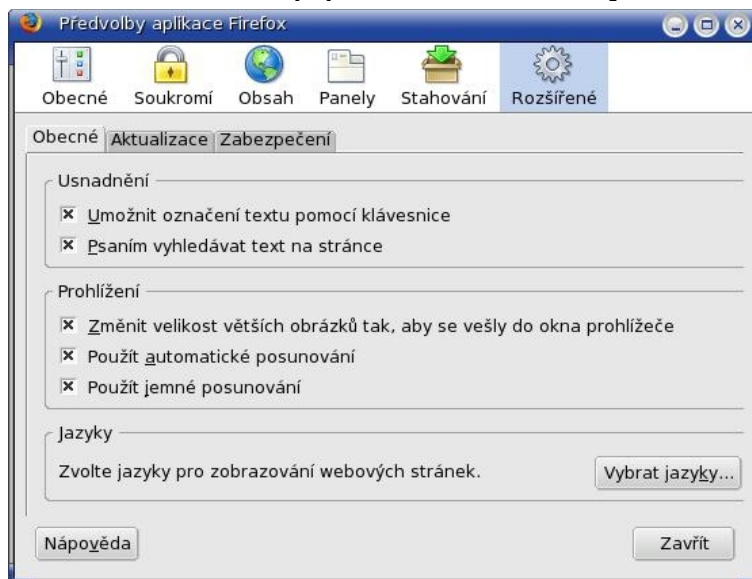 Předvolby aplikace Firefox
Obecné Soukromí Obsah Panely Stahování Rozšířené
Obecné Aktualizace Zabezpečení
Usnadnění
Umožnit označení textu pomocí klávesnice
Psaním vyhledávat text na stránce
Prohlížení
Změnit velikost větších obrázků tak, aby se vešly do okna prohlížeče
Použít automatické posunování
Použít jemné posunování
Jazyky
Zvolte jazyky pro zobrazování webových stránek. Vybrat jazyky...
Nápověda Zavřít